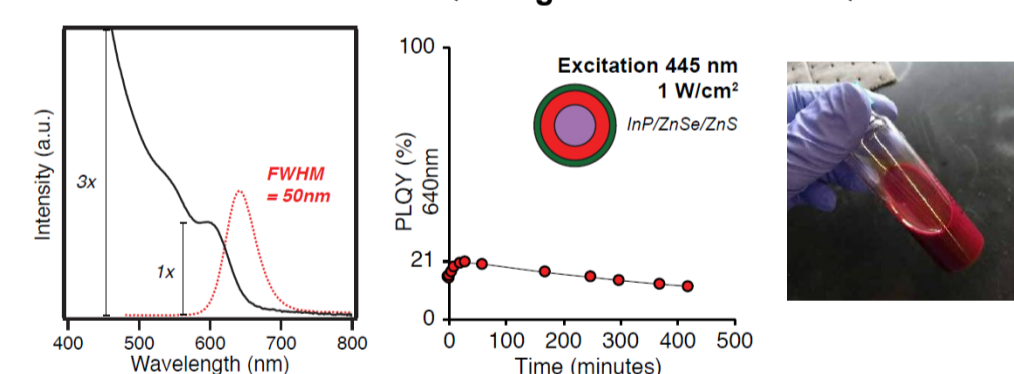 Intensity (a.u.)
3x
1x
FWHM
= 50nm
400 500 600 700 800
Wavelength (nm)
PLQY (%)
640nm
100
21
0
Excitation 445 nm
1 W/cm²
InP/ZnSe/ZnS
0 100 200 300 400 500
Time (minutes)